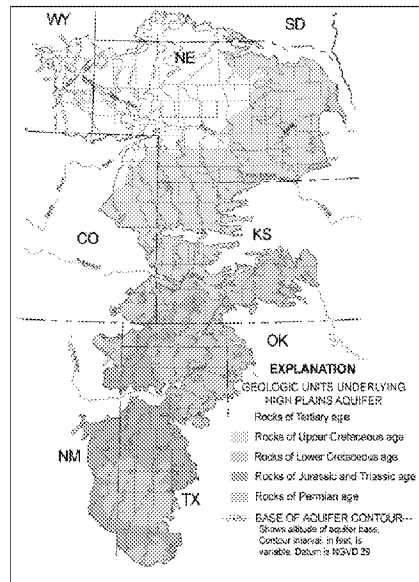 WY
SD
NE
CO
KS
OK
EXPLANATION
GEOLOGIC UNITS UNDERLYING
HIGH PLAINS AQUIFER
Rocks of Tertiary age
Rocks of Upper Cretaceous age
Rocks of Lower Cretaceous age
Rocks of Jurassic and Triassic age
Rocks of Permian age
NM
TX
BASE OF AQUIFER CONTOUR---
Shows altitude of aquifer base.
Contour interval, in feet, is
variable. Datum is NGVD 29